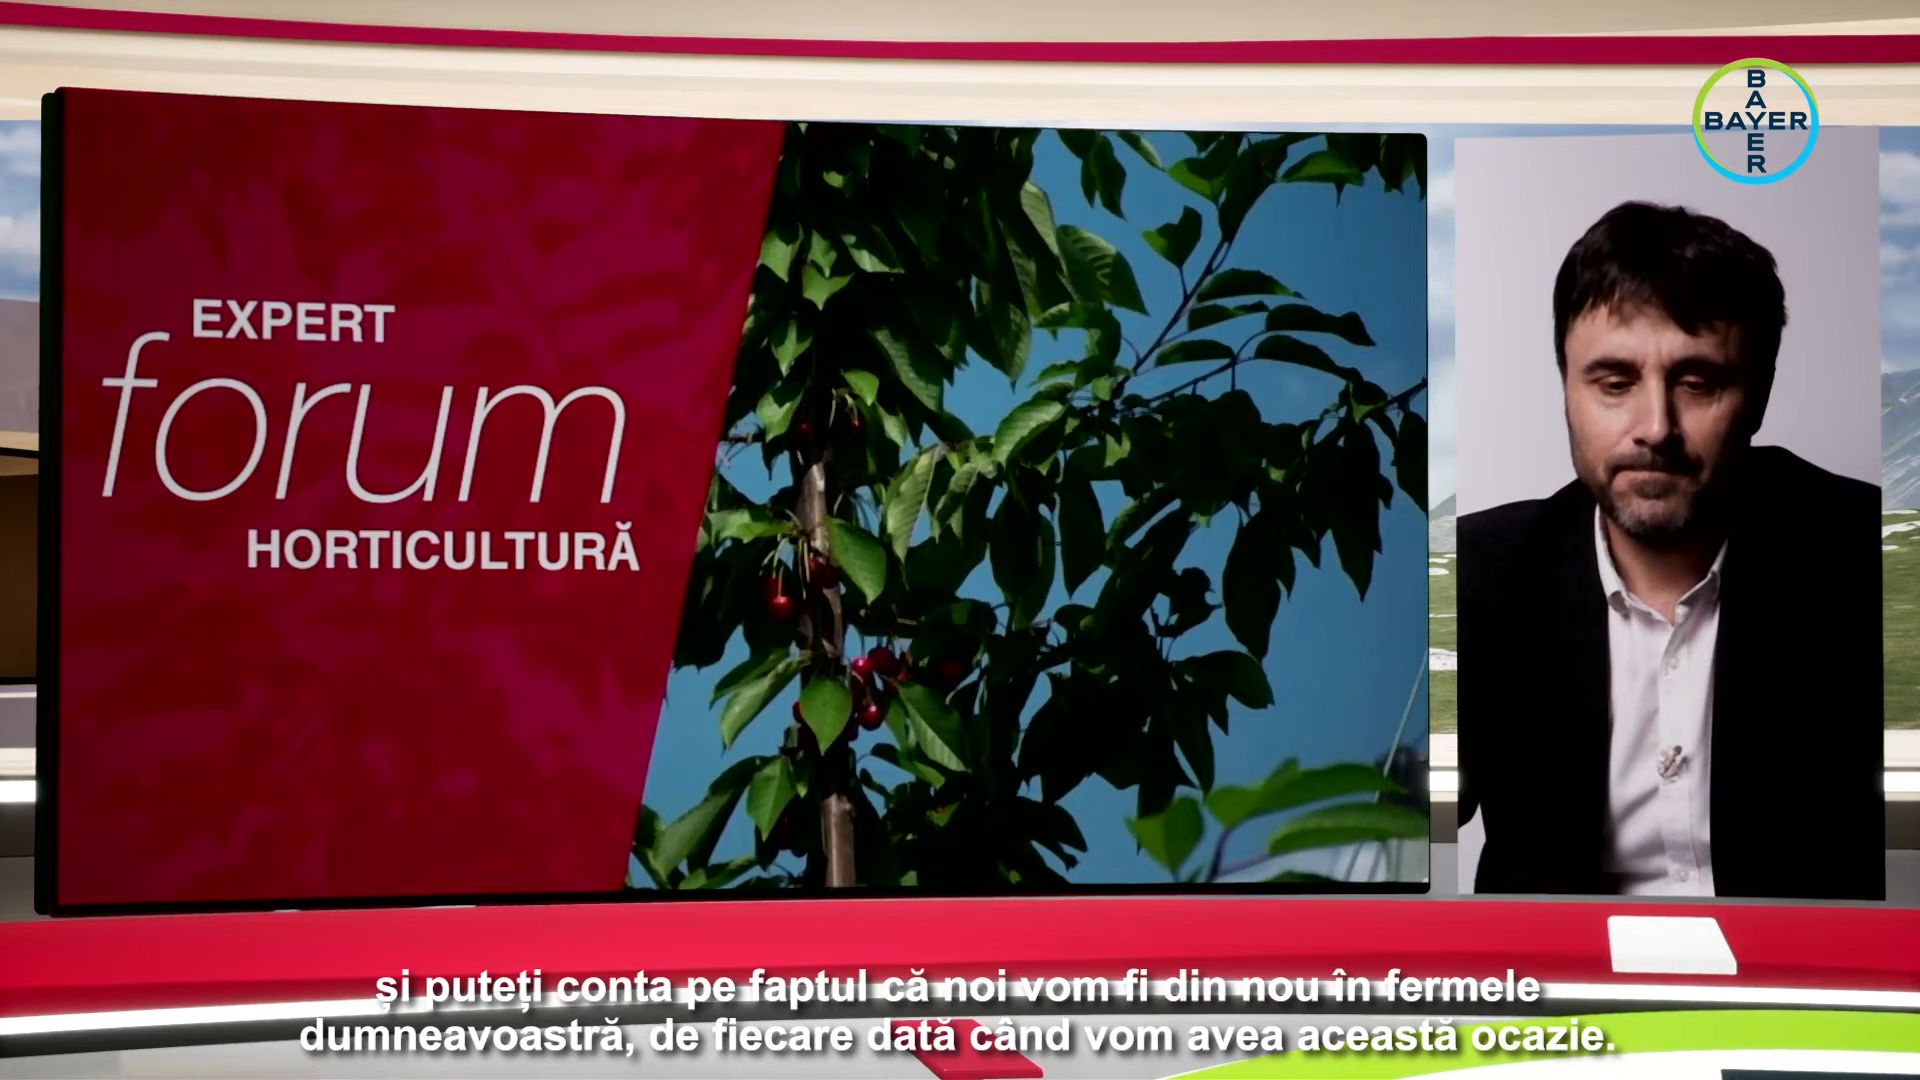 EXPERT
forum
HORTICULTURĂ
BAYER
BAYER
și puteți conta pe faptul că noi vom fi din nou în fermele
dumneavoastră, de fiecare dată când vom avea această ocazie.